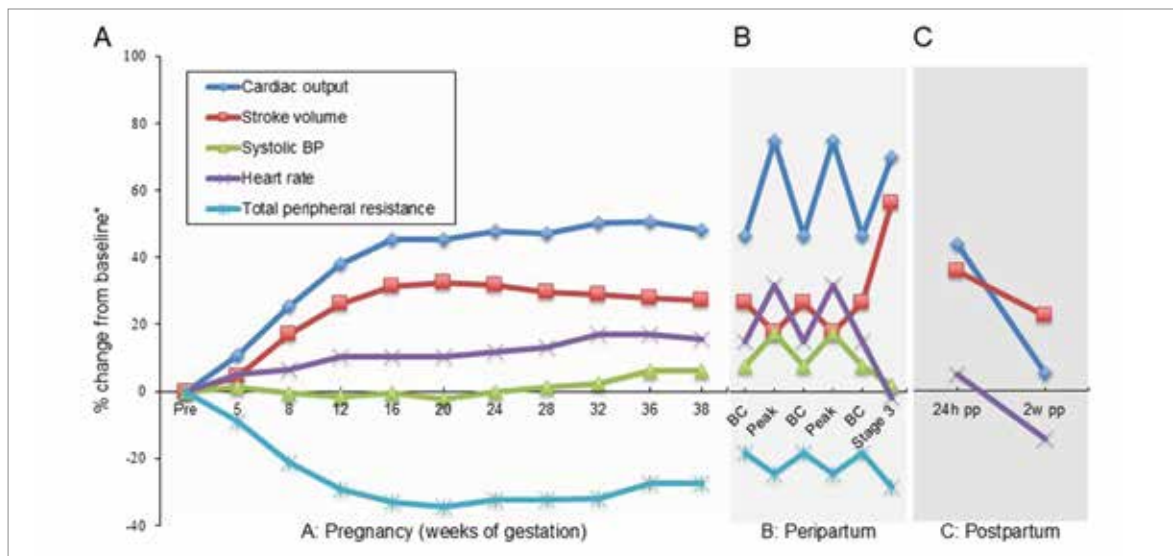 A
B
C
100
80
60
40
20
0
-20
-40
% change from baseline*
Cardiac output
Stroke volume
Systolic BP
Heart rate
Total peripheral resistance
Pre 5 8 12 16 20 24 28 32 36 38
BC Peak BC Peak BC Stage 3
24h pp 2w pp
A: Pregnancy (weeks of gestation)
B: Peripartum
C: Postpartum